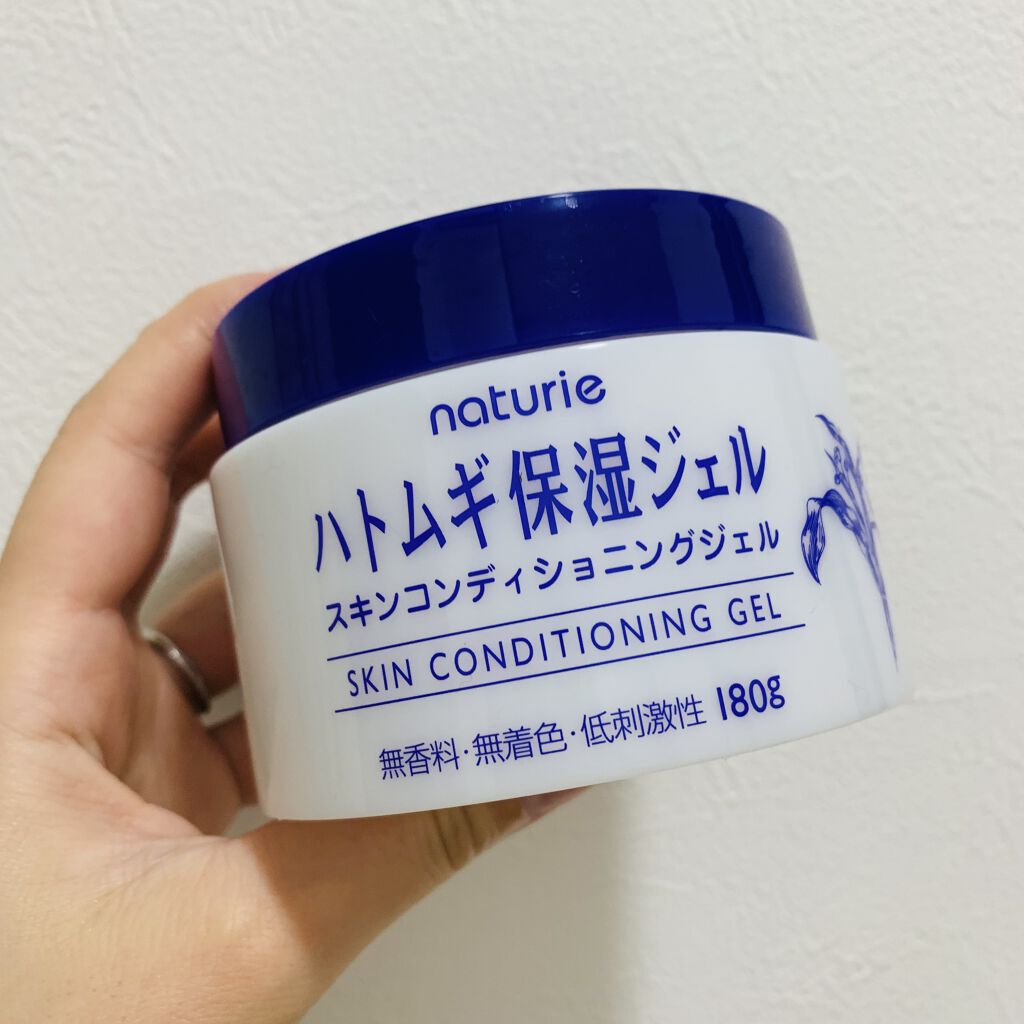 naturie
ハトムギ保湿ジェル
スキンコンディショニングジェル
SKIN CONDITIONING GEL
無香料・無着色・低刺激性 180g